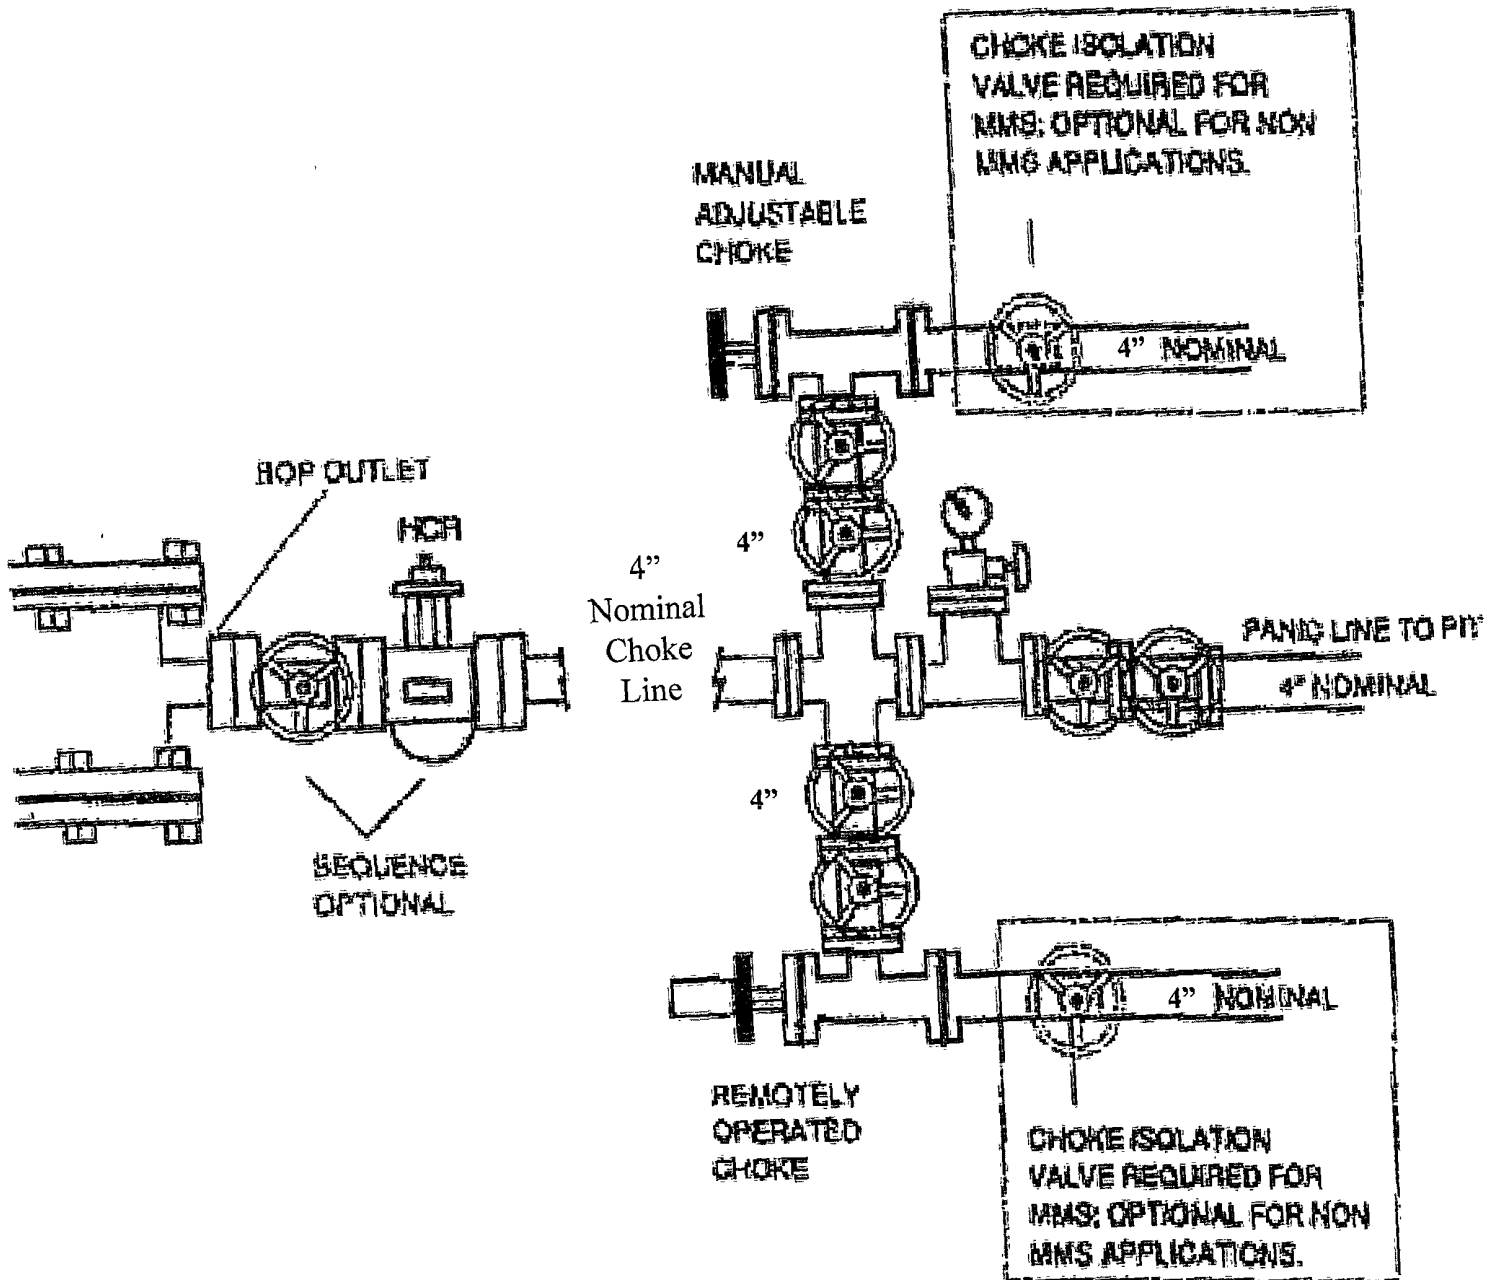 CHOKE ISOLATION
VALVE REQUIRED FOR
MMS; OPTIONAL FOR NON
MMS APPLICATIONS.
MANUAL
ADJUSTABLE
CHOKE
4” NOMINAL
BOP OUTLET
HCR
4”
4”
Nominal
Choke
Line
PANIC LINE TO PIT
4" NOMINAL
4”
SEQUENCE
OPTIONAL
4” NOMINAL
REMOTELY
OPERATED
CHOKE
CHOKE ISOLATION
VALVE REQUIRED FOR
MMS; OPTIONAL FOR NON
MMS APPLICATIONS.